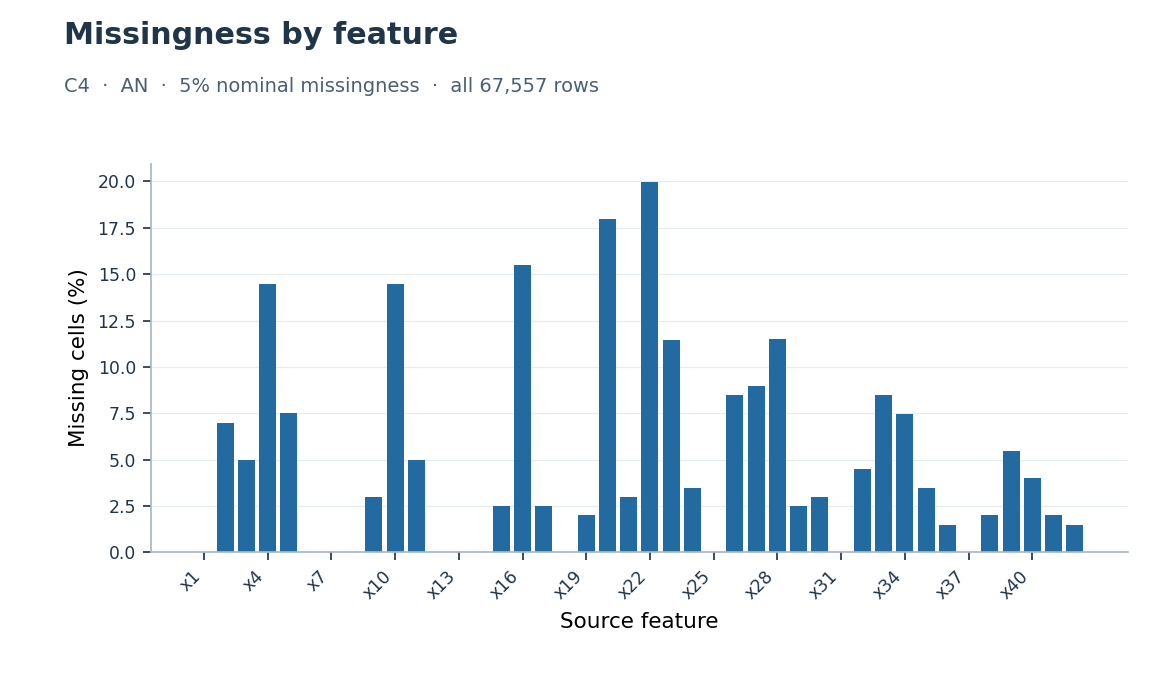 Missingness by feature
C4 · AN · 5% nominal missingness · all 67,557 rows
Missing cells (%)
20.0
17.5
15.0
12.5
10.0
7.5
5.0
2.5
0.0
x1 x4 x7 x10 x13 x16 x19 x22 x25 x28 x31 x34 x37 x40
Source feature